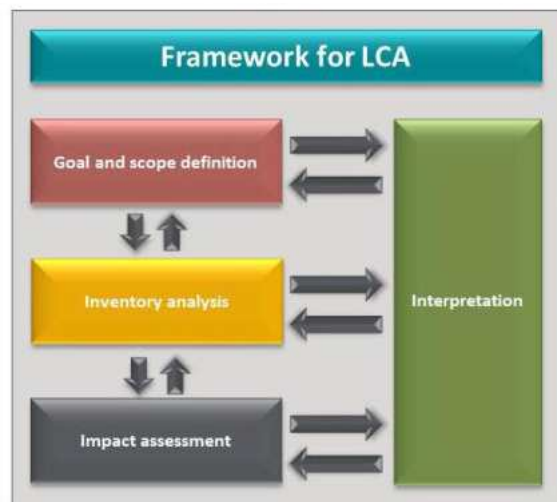 Framework for LCA
Goal and scope definition
Inventory analysis
Interpretation
Impact assessment